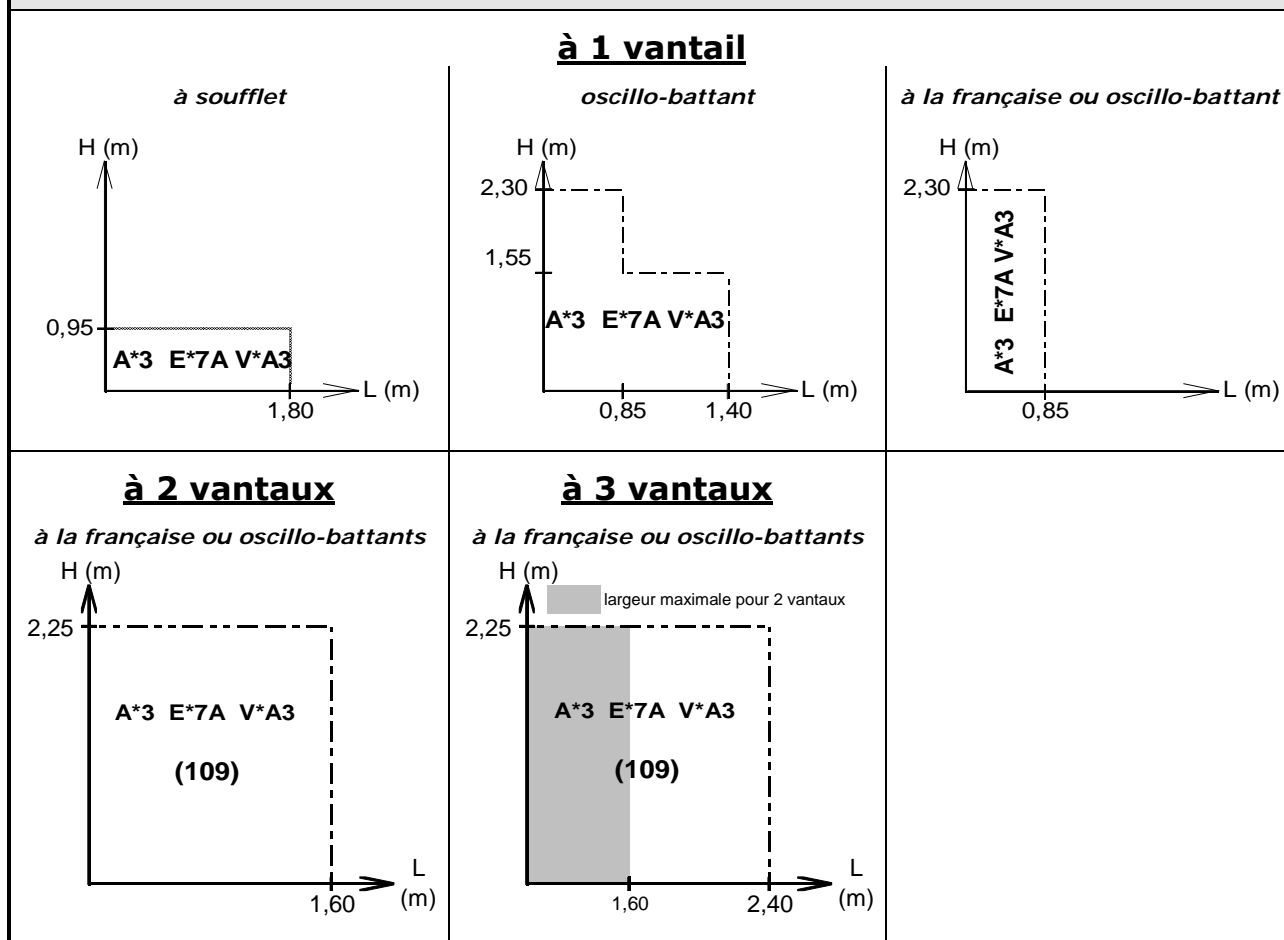 à 1 vantail
à soufflet
H (m)
0,95
A*3 E*7A V*A3
L (m)
1,80
oscillo-battant
H (m)
2,30
1,55
A*3 E*7A V*A3
L (m)
0,85 1,40
à la française ou oscillo-battant
H (m)
2,30
A*3 E*7A V*A3
L (m)
0,85
à 2 vantaux
à la française ou oscillo-battants
H (m)
2,25
A*3 E*7A V*A3
(109)
L
(m)
1,60
à 3 vantaux
à la française ou oscillo-battants
H (m)
largeur maximale pour 2 vantaux
2,25
A*3 E*7A V*A3
(109)
L
(m)
1,60 2,40